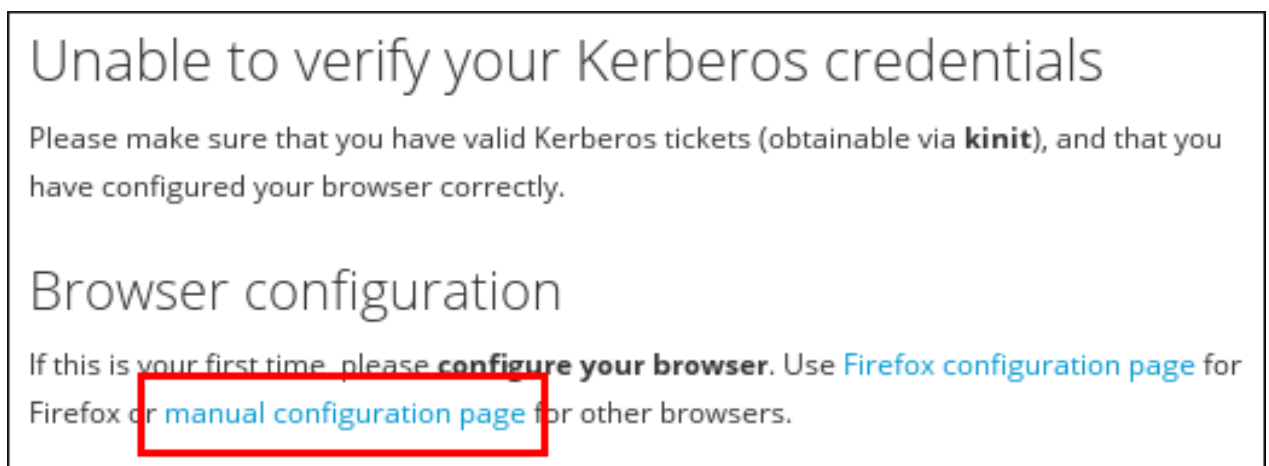 Unable to verify your Kerberos credentials
Please make sure that you have valid Kerberos tickets (obtainable via kinit), and that you
have configured your browser correctly.
Browser configuration
If this is your first time, please configure your browser. Use Firefox configuration page for
Firefox or manual configuration page for other browsers.